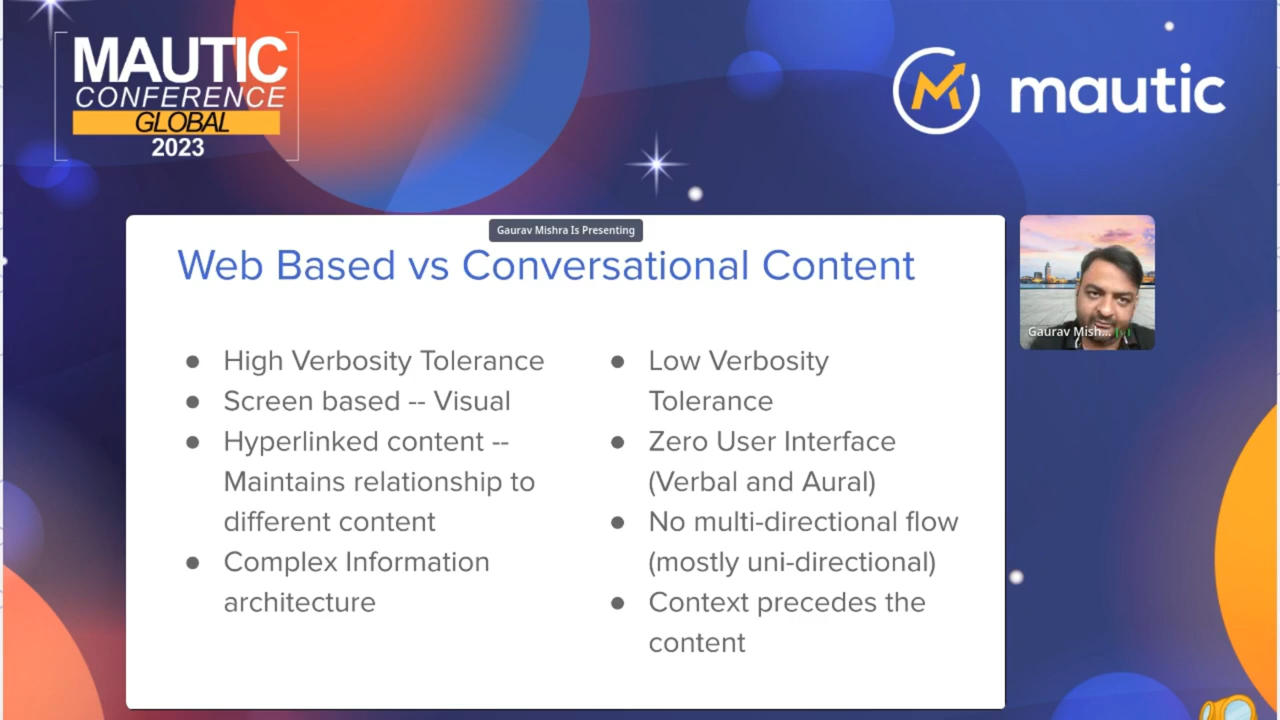 MAUTIC
CONFERENCE
GLOBAL
2023
mautic
Gaurav Mishra Is Presenting
Web Based vs Conversational Content
● High Verbosity Tolerance
● Screen based -- Visual
● Hyperlinked content --
Maintains relationship to
different content
● Complex Information
architecture
● Low Verbosity
Tolerance
● Zero User Interface
(Verbal and Aural)
● No multi-directional flow
(mostly uni-directional)
● Context precedes the
content
Gaurav Mish...